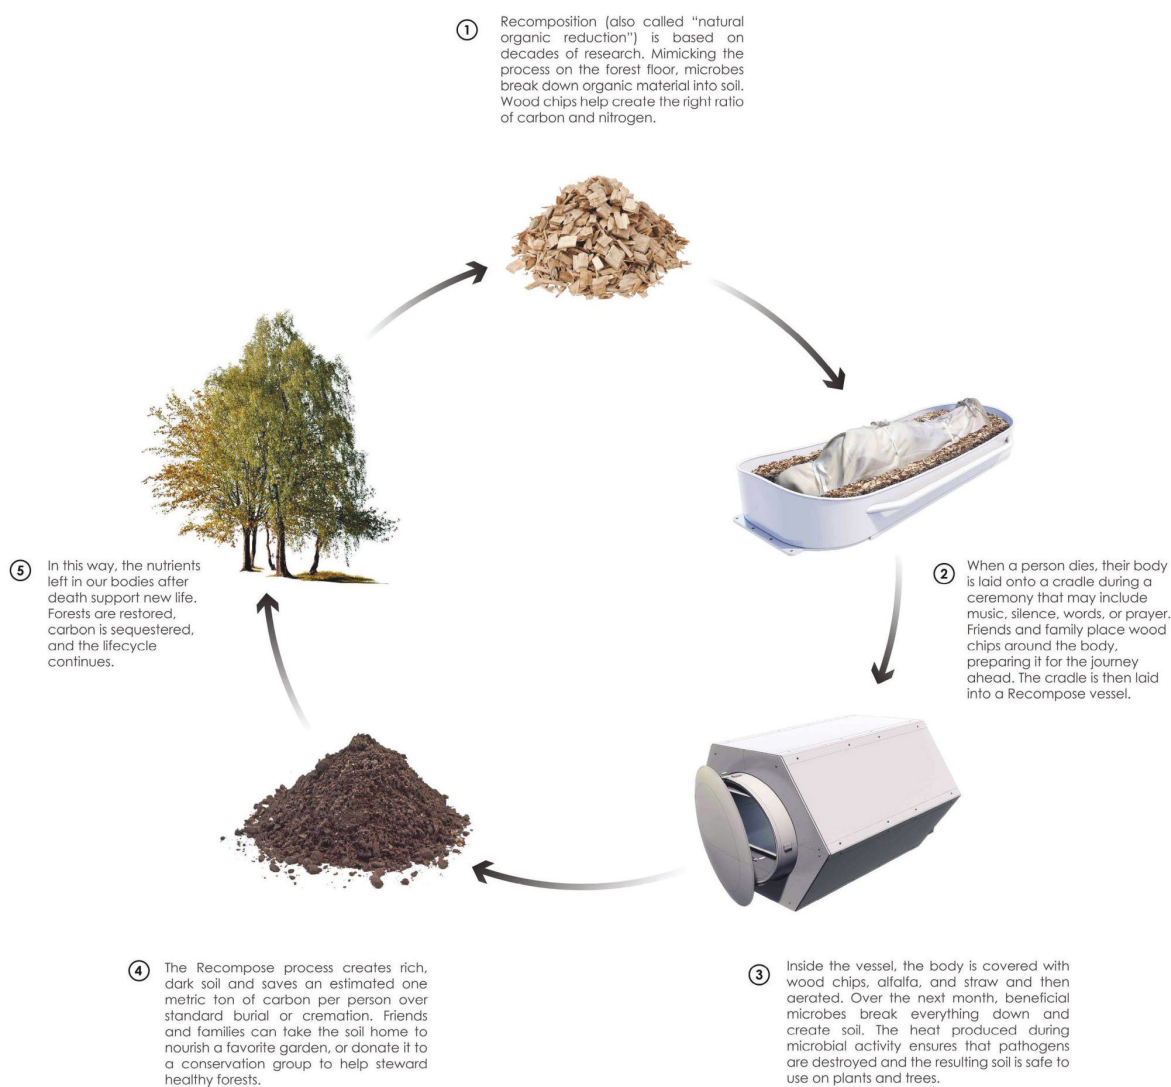 1
Recomposition (also called “natural
organic reduction”) is based on
decades of research. Mimicking the
process on the forest floor, microbes
break down organic material into soil.
Wood chips help create the right ratio
of carbon and nitrogen.
2
When a person dies, their body
is laid onto a cradle during a
ceremony that may include
music, silence, words, or prayer.
Friends and family place wood
chips around the body,
preparing it for the journey
ahead. The cradle is then laid
into a Recompose vessel.
3
Inside the vessel, the body is covered with
wood chips, alfalfa, and straw and then
aerated. Over the next month, beneficial
microbes break everything down and
create soil. The heat produced during
microbial activity ensures that pathogens
are destroyed and the resulting soil is safe to
use on plants and trees.
4
The Recompose process creates rich,
dark soil and saves an estimated one
metric ton of carbon per person over
standard burial or cremation. Friends
and families can take the soil home to
nourish a favorite garden, or donate it to
a conservation group to help steward
healthy forests.
5
In this way, the nutrients
left in our bodies after
death support new life.
Forests are restored,
carbon is sequestered,
and the lifecycle
continues.